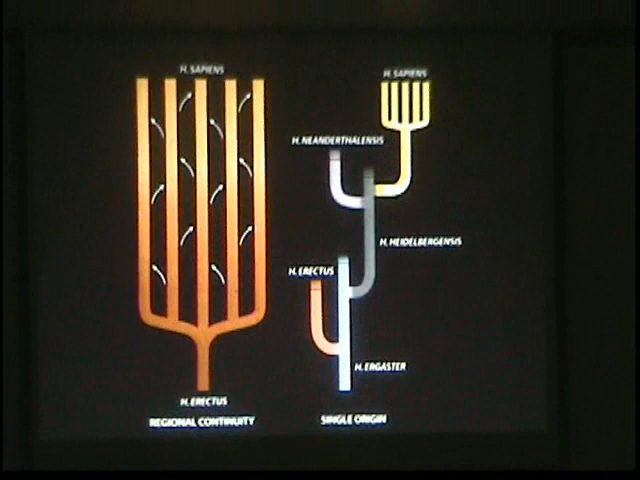 H. SAPIENS
H. ERECTUS
REGIONAL CONTINUITY
H. SAPIENS
H. NEANDERTHALENSIS
H. HEIDELBERGENSIS
H. ERECTUS
H. ERGASTER
SINGLE ORIGIN